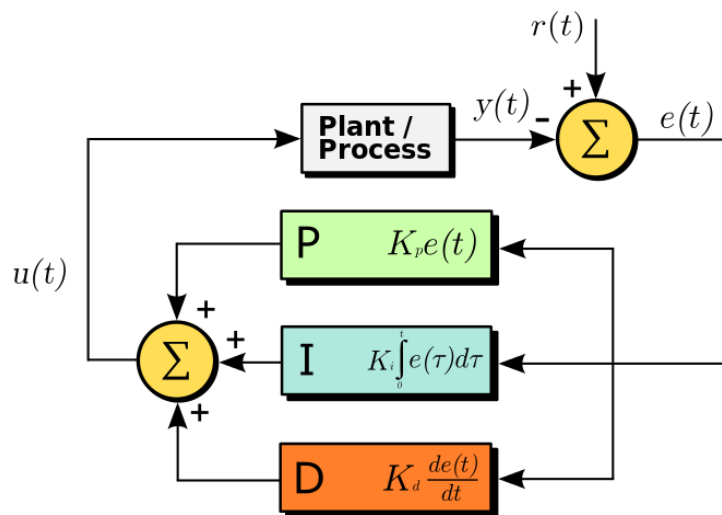 r(t)
+
Plant /
Process
y(t)
-
Σ
e(t)
P K_p e(t)
u(t)
+
+
Σ
I K_i ∫_0^t e(τ)dτ
+
D K_d de(t)/dt